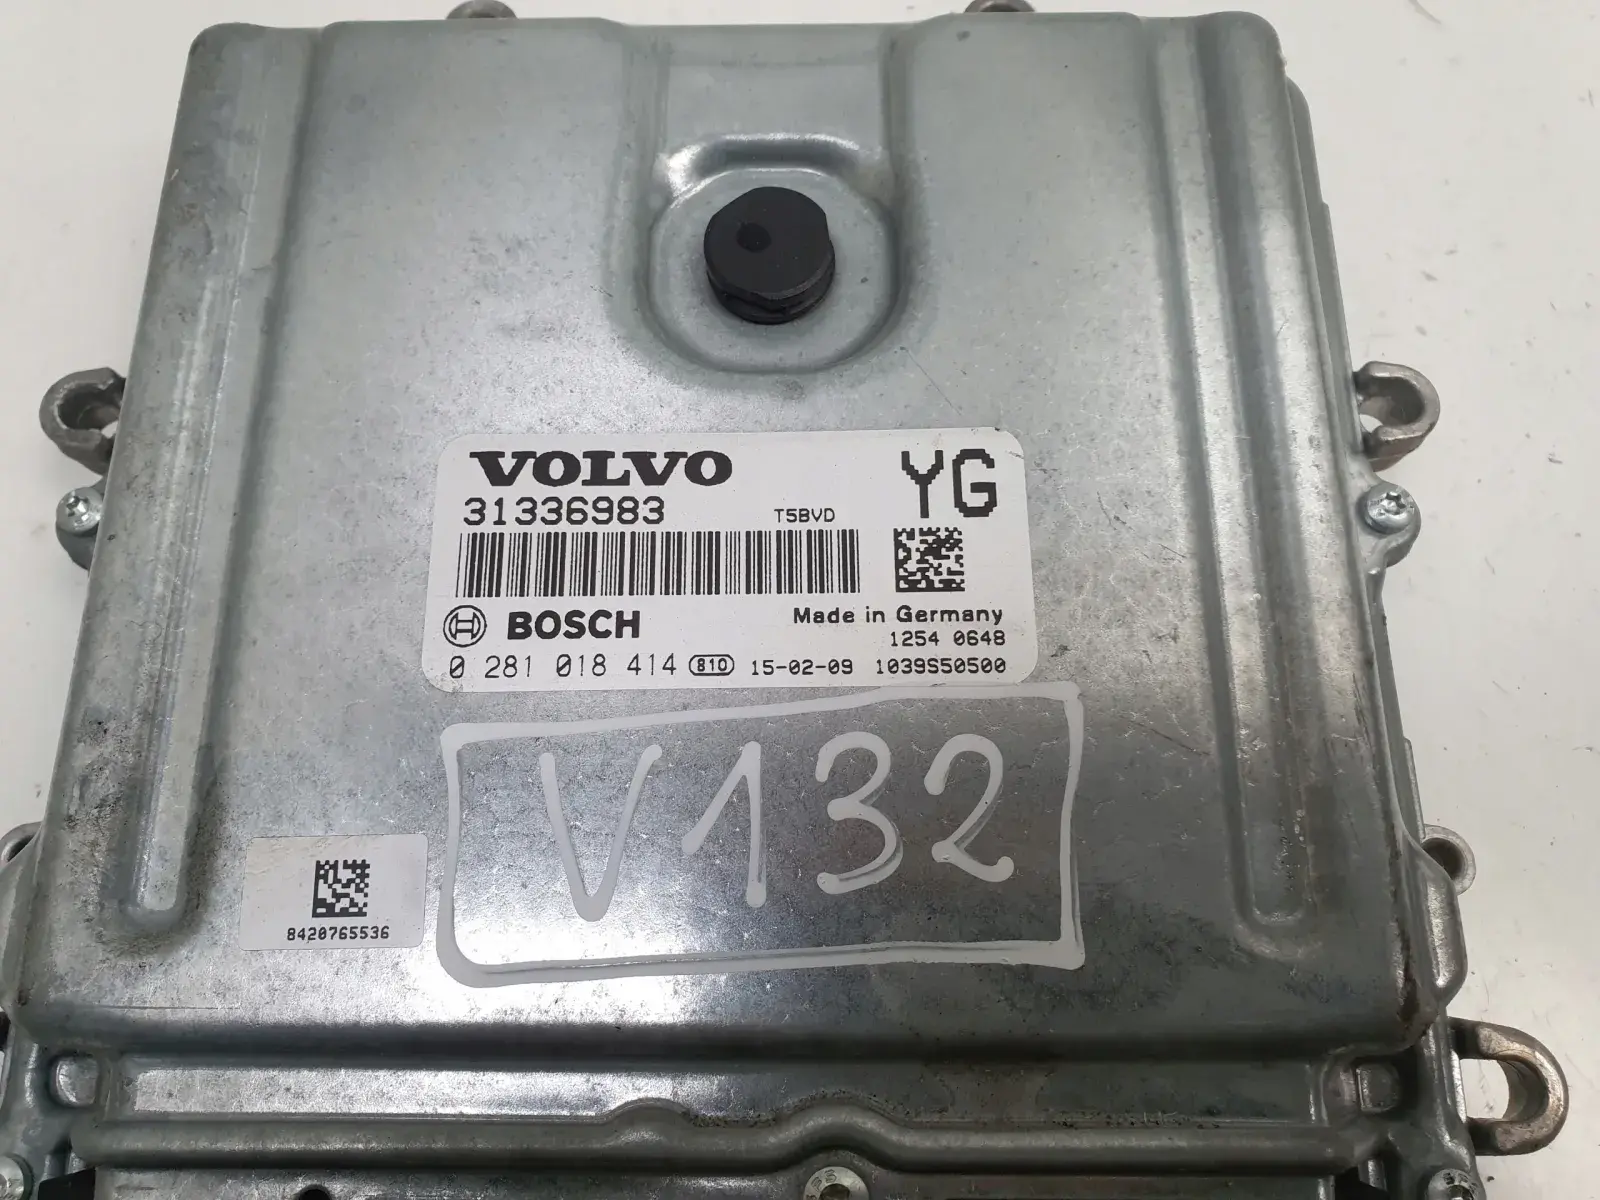 VOLVO
YG
31336983
T5BVD
BOSCH
Made in Germany
1254 0648
0 281 018 414 810 15-02-09 1039S50500
V132
8420765536